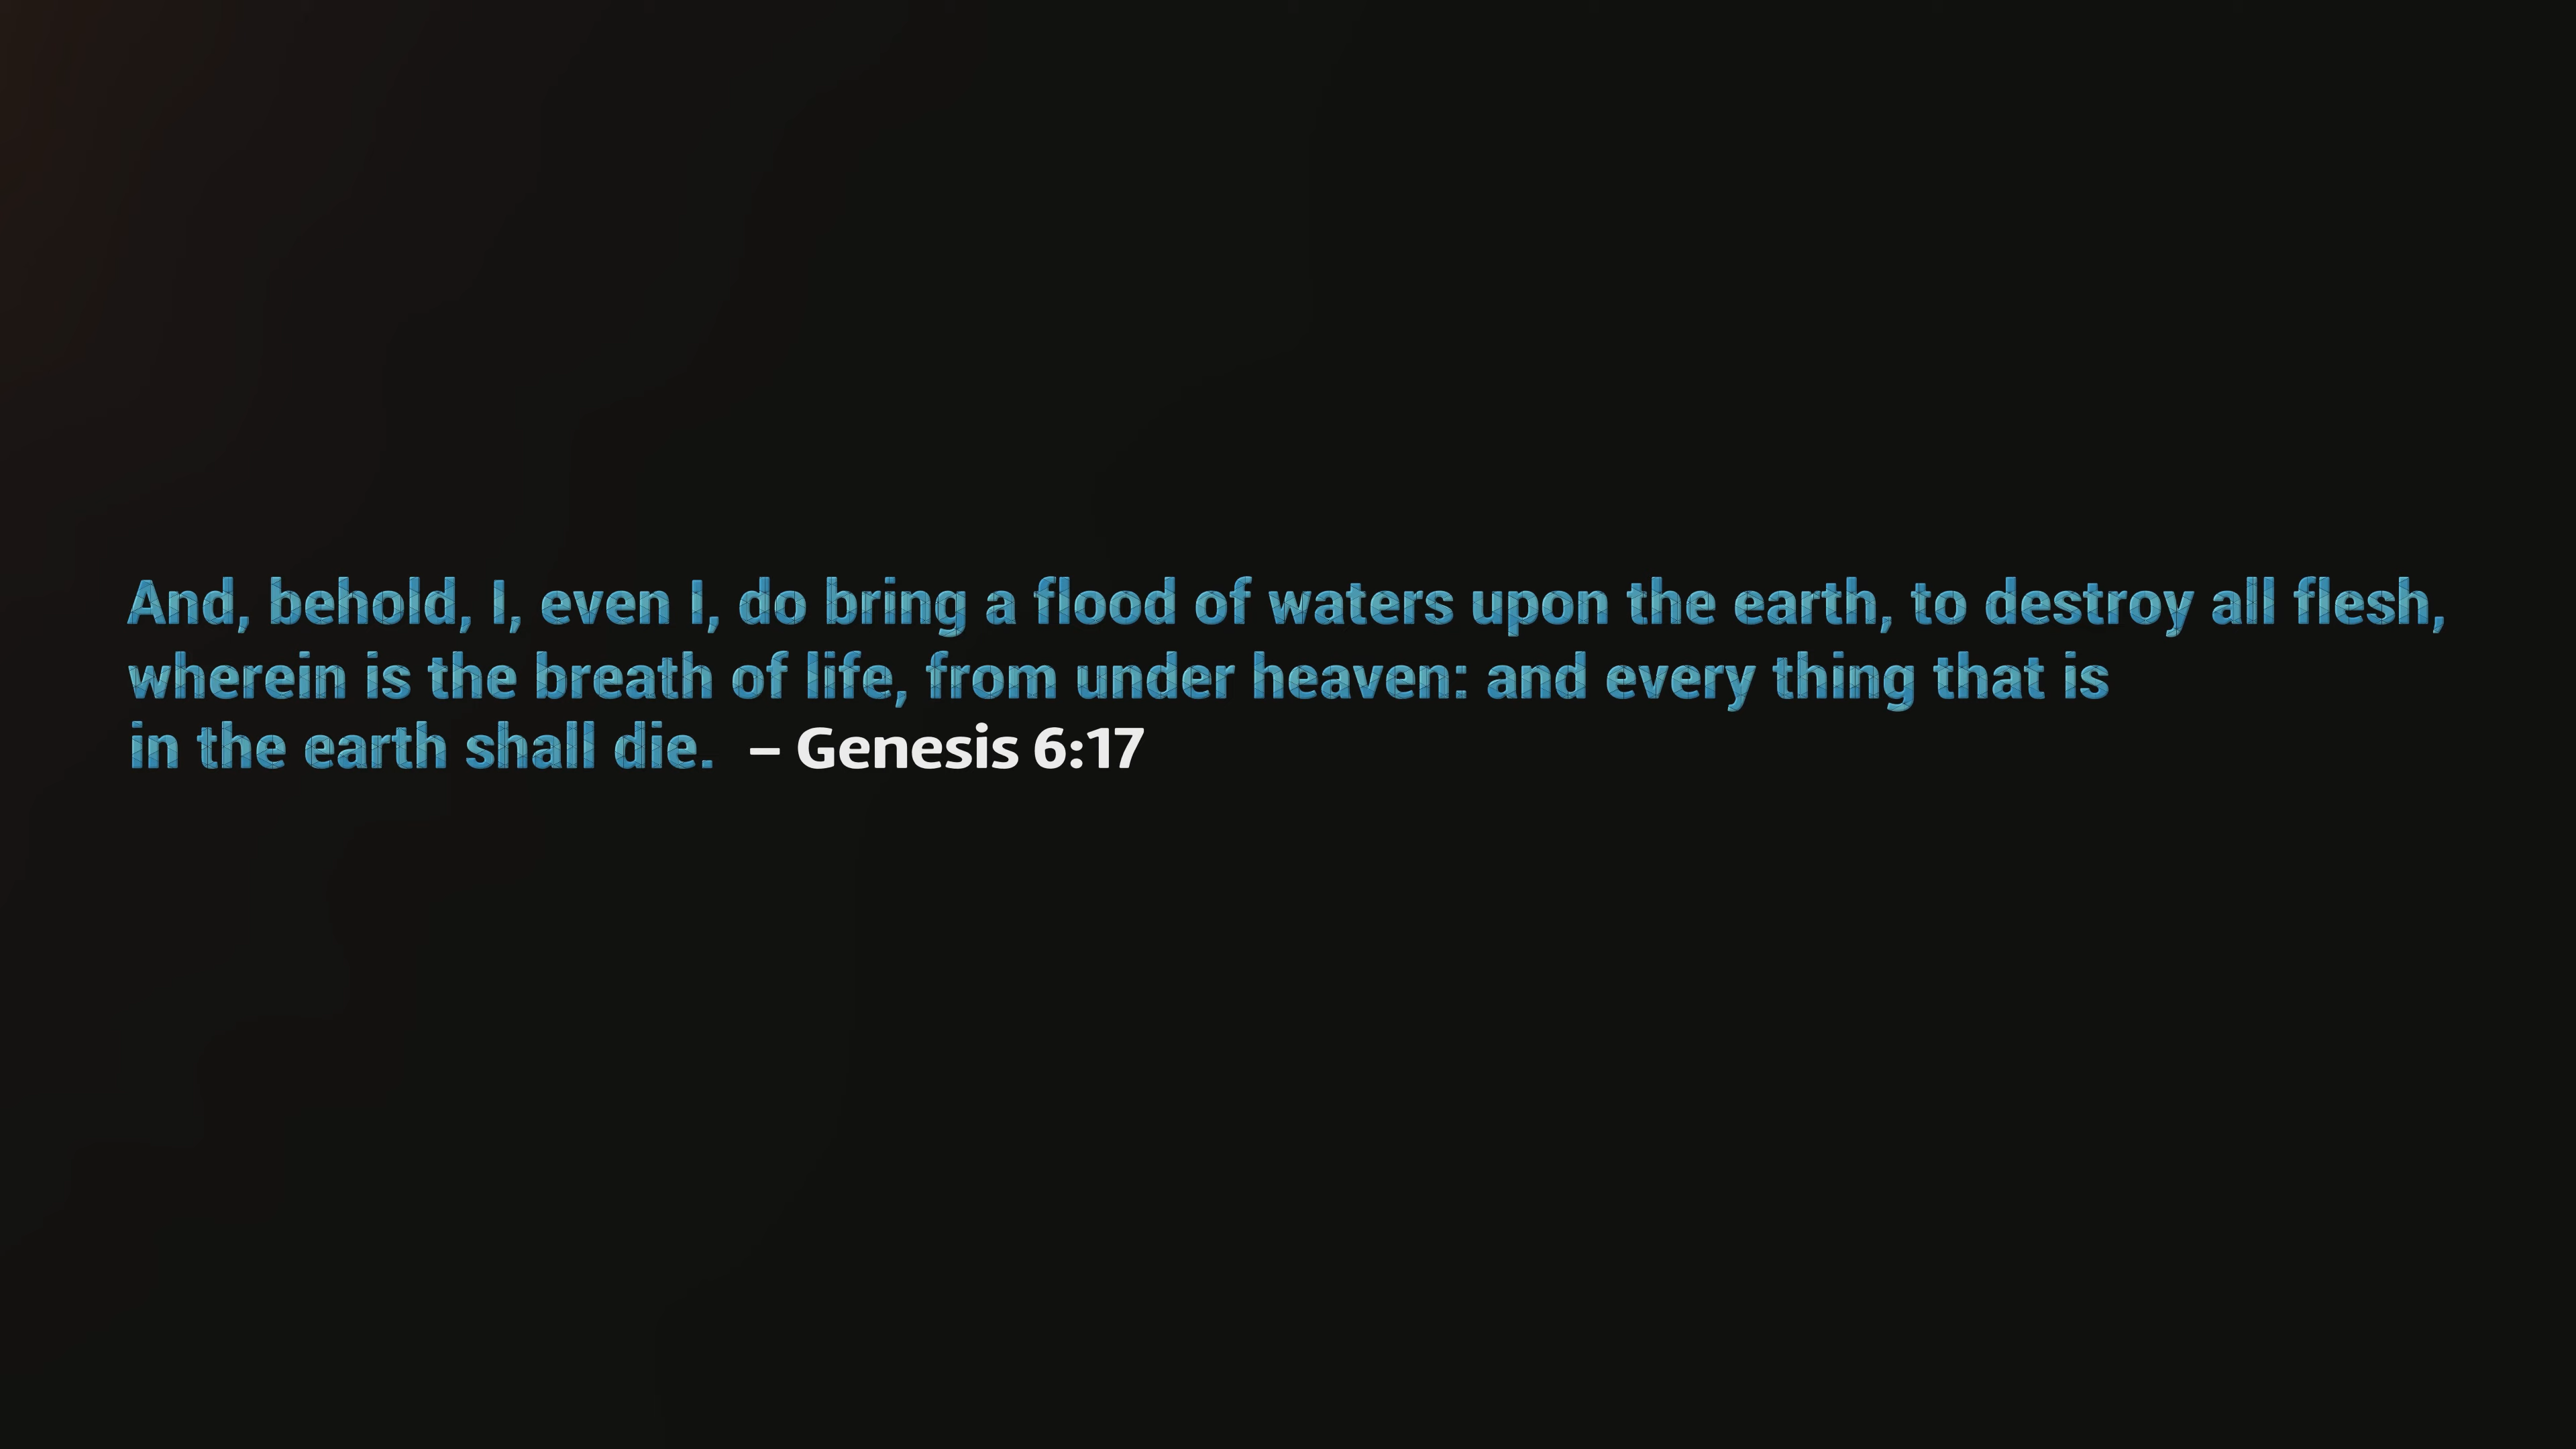 And, behold, I, even I, do bring a flood of waters upon the earth, to destroy all flesh,
wherein is the breath of life, from under heaven: and every thing that is
in the earth shall die. – Genesis 6:17